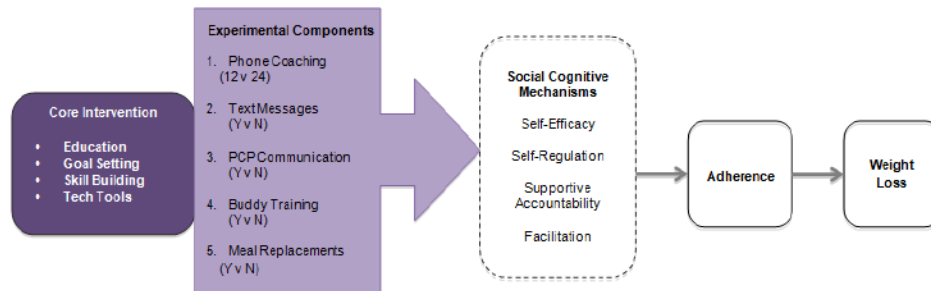 Core Intervention
• Education
• Goal Setting
• Skill Building
• Tech Tools
Experimental Components
1. Phone Coaching
(12 v 24)
2. Text Messages
(Y v N)
3. PCP Communication
(Y v N)
4. Buddy Training
(Y v N)
5. Meal Replacements
(Y v N)
Social Cognitive
Mechanisms
Self-Efficacy
Self-Regulation
Supportive
Accountability
Facilitation
Adherence
Weight
Loss